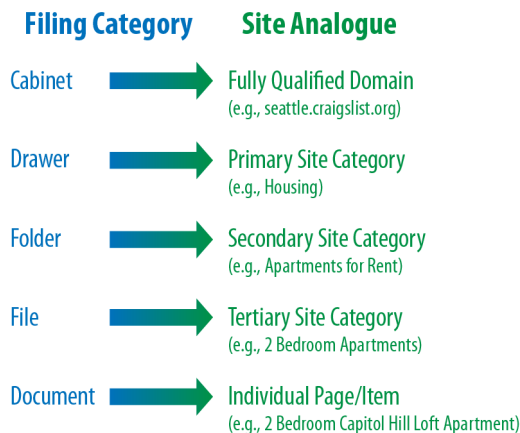 Filing Category Site Analogue
Cabinet Fully Qualified Domain
(e.g., seattle.craigslist.org)
Drawer Primary Site Category
(e.g., Housing)
Folder Secondary Site Category
(e.g., Apartments for Rent)
File Tertiary Site Category
(e.g., 2 Bedroom Apartments)
Document Individual Page/Item
(e.g., 2 Bedroom Capitol Hill Loft Apartment)